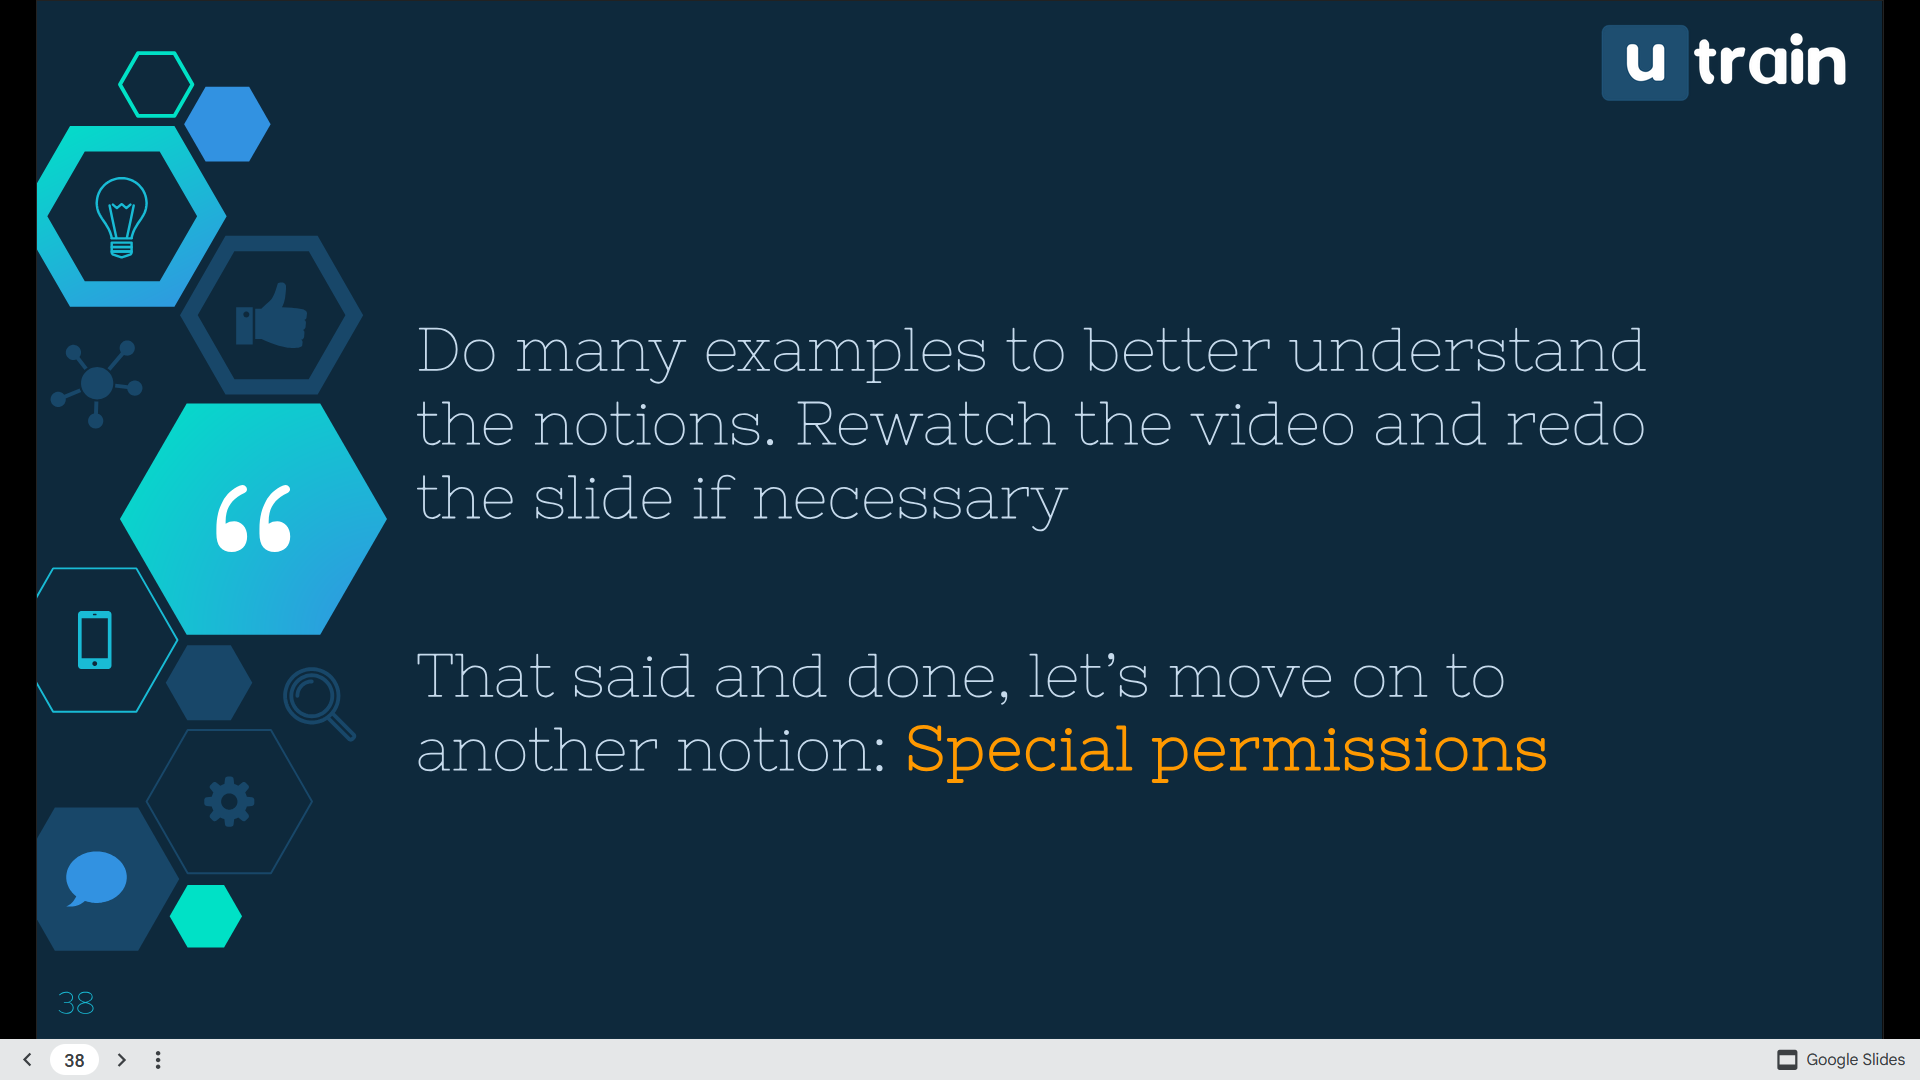 u train
Do many examples to better understand
the notions. Rewatch the video and redo
the slide if necessary
That said and done, let’s move on to
another notion: Special permissions
38
38
Google Slides